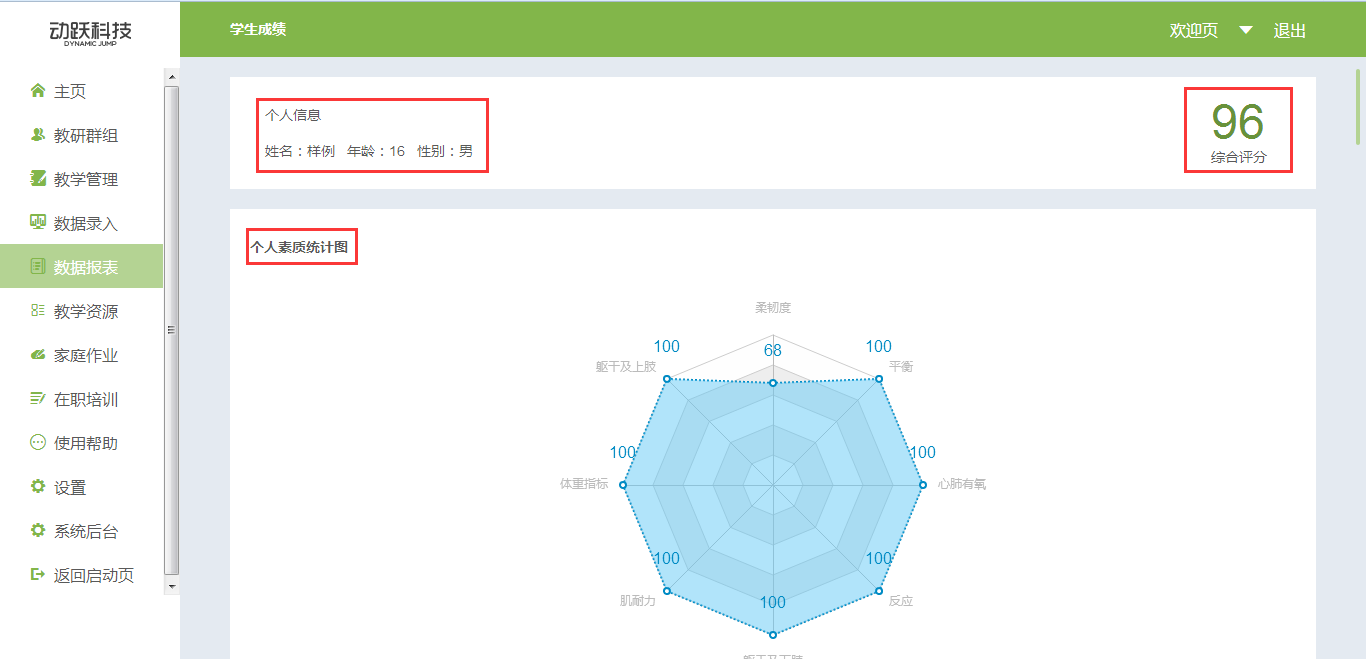 动跃科技
DYNAMIC JUMP
学生成绩
欢迎页 退出
主页
教研群组
教学管理
数据录入
数据报表
教学资源
家庭作业
在职培训
使用帮助
设置
系统后台
返回启动页
个人信息
姓名：样例 年龄：16 性别：男
96
综合评分
个人素质统计图
柔韧度
100 68 100
躯干及上肢 平衡
100 100
体重指标 心肺有氧
100 100
肌耐力 100 反应
躯干及下肢